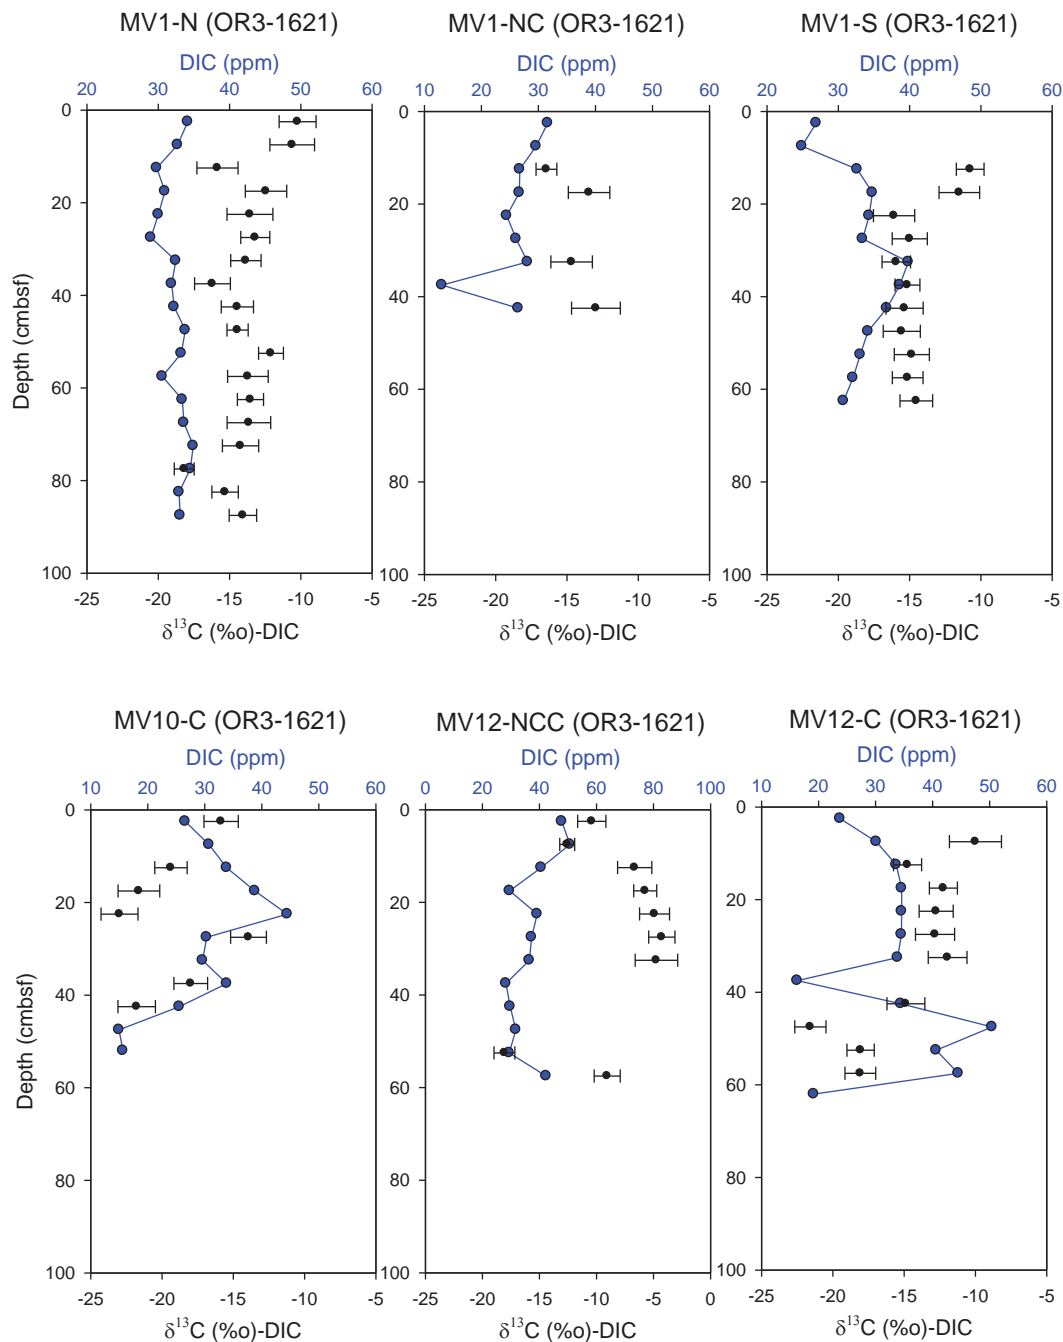 MV1-N (OR3-1621)
DIC (ppm)
20 30 40 50 60
0
20
40
60
80
100
Depth (cmbsf)
-25 -20 -15 -10 -5
δ¹³C (%o)-DIC
MV1-NC (OR3-1621)
DIC (ppm)
10 20 30 40 50 60
0
20
40
60
80
100
-25 -20 -15 -10 -5
δ¹³C (%o)-DIC
MV1-S (OR3-1621)
DIC (ppm)
20 30 40 50 60
0
20
40
60
80
100
-25 -20 -15 -10 -5
δ¹³C (%o)-DIC
MV10-C (OR3-1621)
DIC (ppm)
10 20 30 40 50 60
0
20
40
60
80
100
Depth (cmbsf)
-25 -20 -15 -10 -5
δ¹³C (%o)-DIC
MV12-NCC (OR3-1621)
DIC (ppm)
0 20 40 60 80 100
0
20
40
60
80
100
-25 -20 -15 -10 -5 0
δ¹³C (%o)-DIC
MV12-C (OR3-1621)
DIC (ppm)
10 20 30 40 50 60
0
20
40
60
80
100
-25 -20 -15 -10 -5
δ¹³C (%o)-DIC